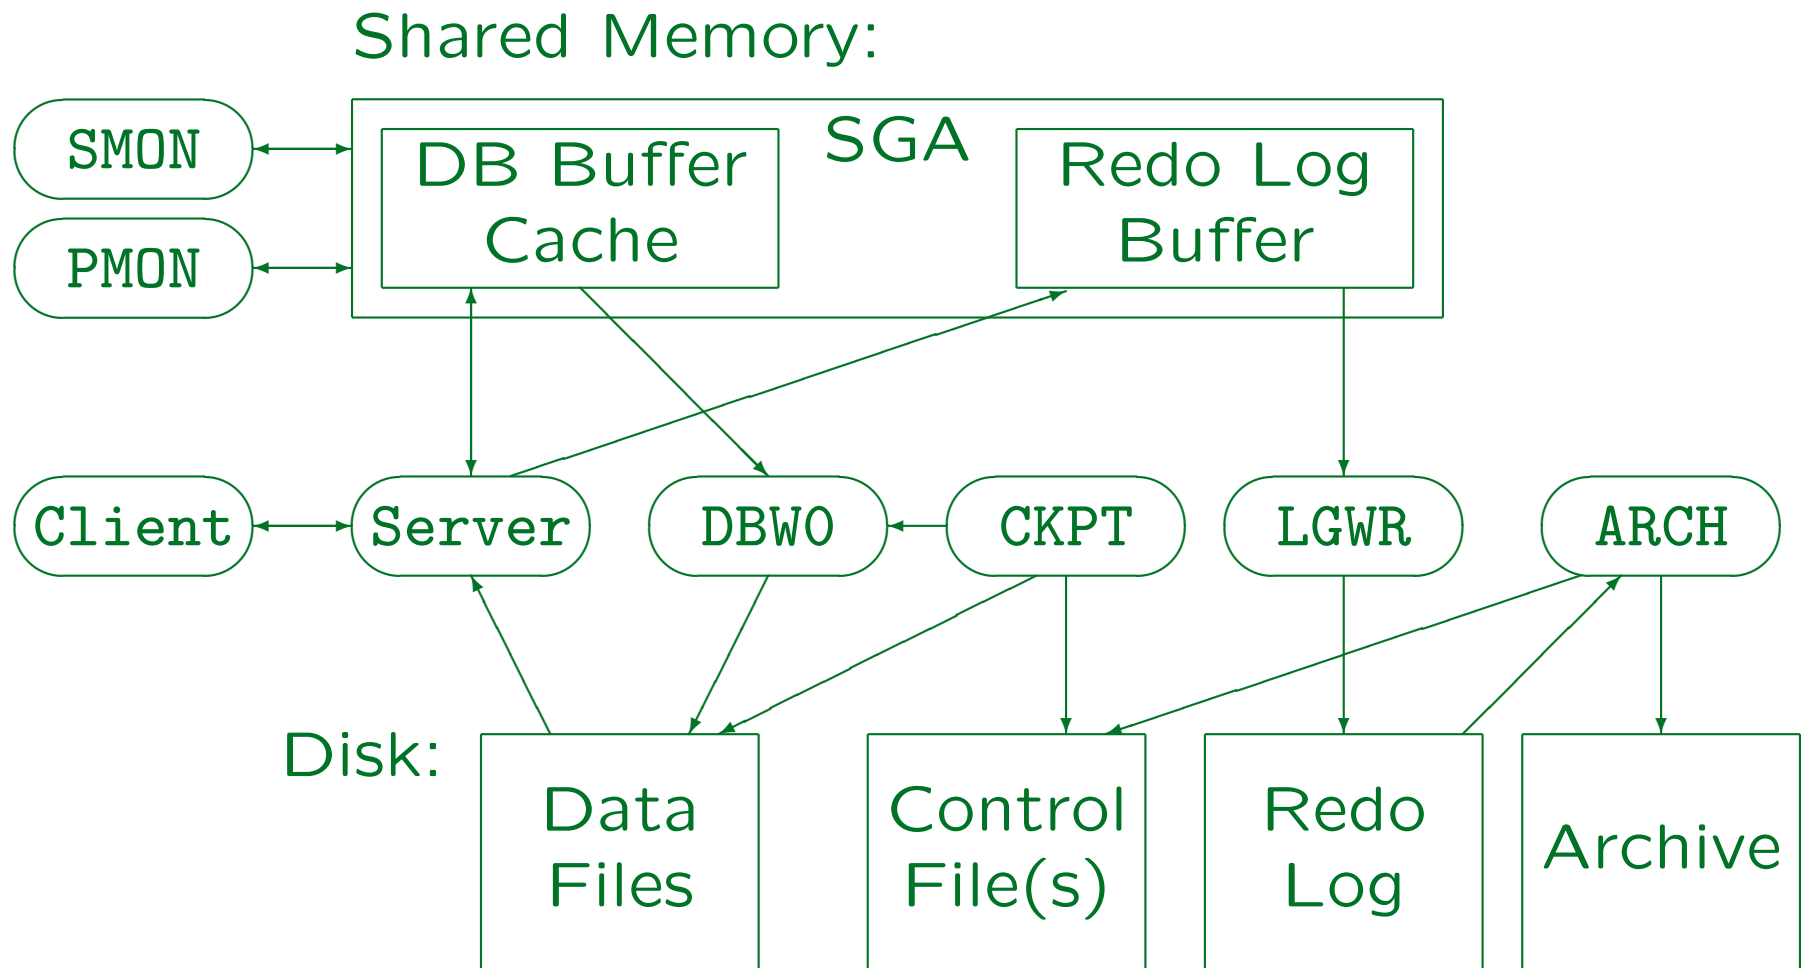 Shared Memory:
SMON
PMON
DB Buffer
Cache
SGA
Redo Log
Buffer
Client
Server
DBWO
CKPT
LGWR
ARCH
Disk:
Data
Files
Control
File(s)
Redo
Log
Archive